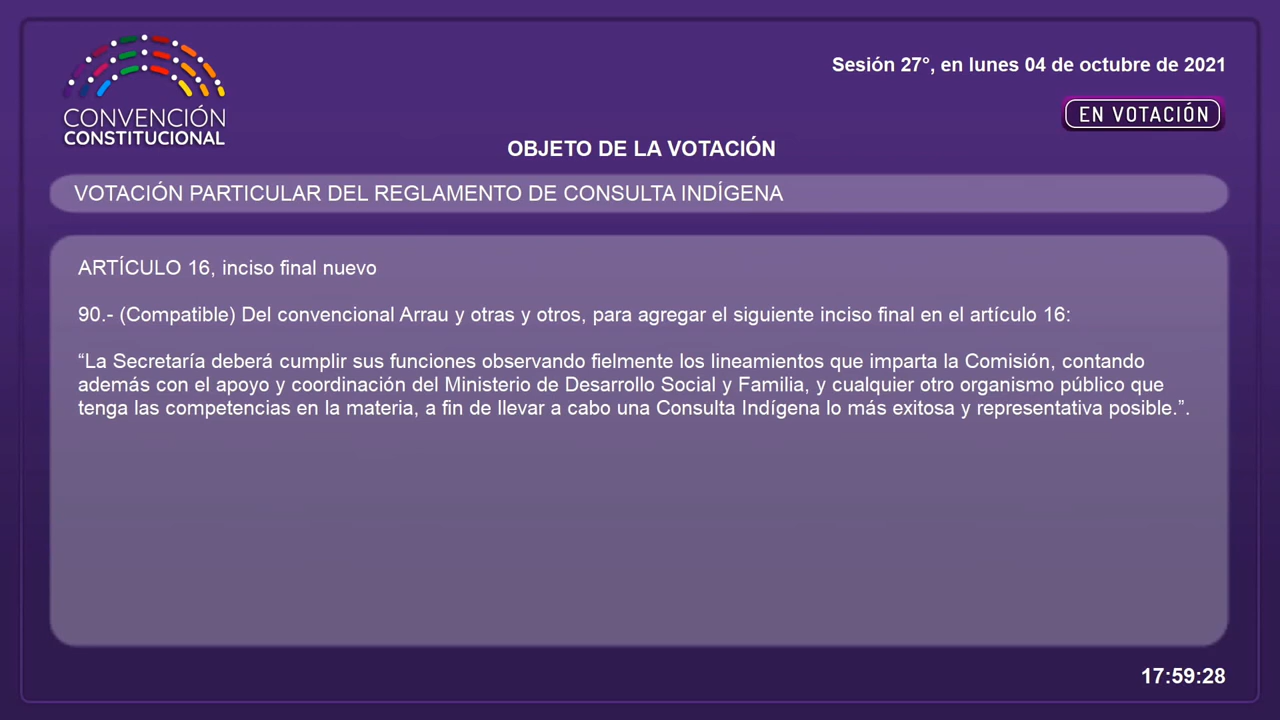 CONVENCIÓN
CONSTITUCIONAL
Sesión 27°, en lunes 04 de octubre de 2021
EN VOTACIÓN
OBJETO DE LA VOTACIÓN
VOTACIÓN PARTICULAR DEL REGLAMENTO DE CONSULTA INDÍGENA
ARTÍCULO 16, inciso final nuevo
90.- (Compatible) Del convencional Arrau y otras y otros, para agregar el siguiente inciso final en el artículo 16:
“La Secretaría deberá cumplir sus funciones observando fielmente los lineamientos que imparta la Comisión, contando
además con el apoyo y coordinación del Ministerio de Desarrollo Social y Familia, y cualquier otro organismo público que
tenga las competencias en la materia, a fin de llevar a cabo una Consulta Indígena lo más exitosa y representativa posible.”.
17:59:28